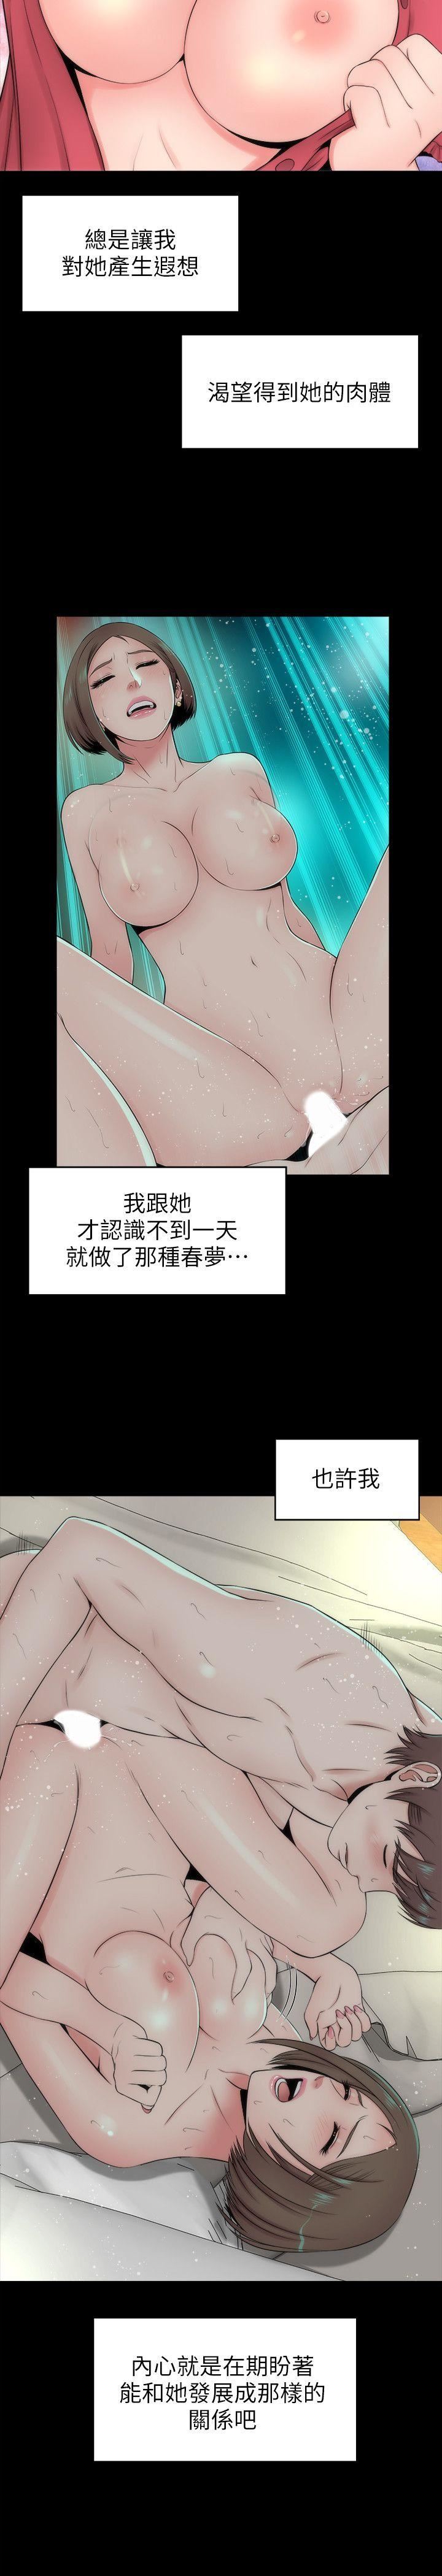 總是讓我
對她產生遐想
渴望得到她的肉體
我跟她
才認識不到一天
就做了那種春夢⋯
也許我
內心就是在期盼著
能和她發展成那樣的
關係吧